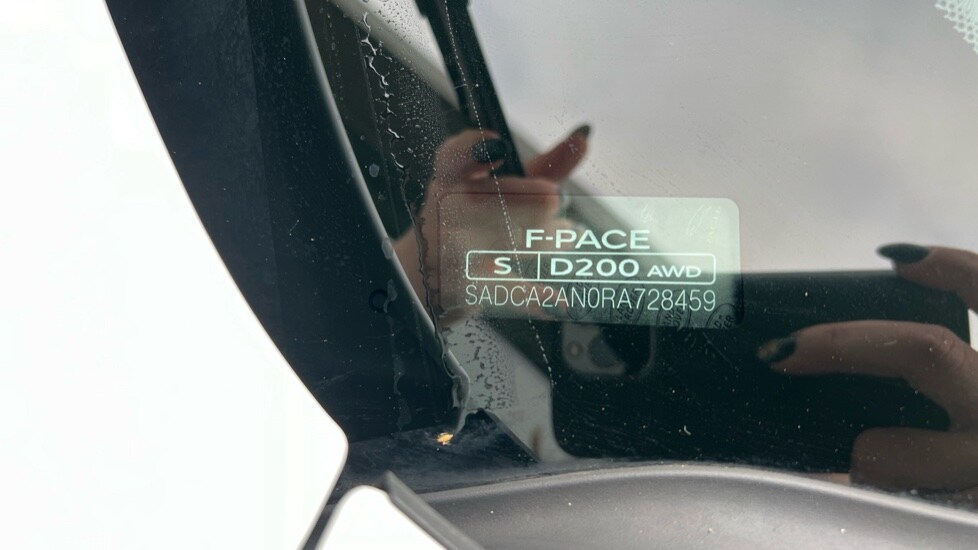 F-PACE
S D200 AWD
SADCA2AN0RA728459